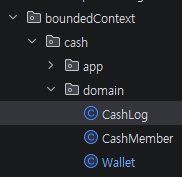 boundedContext
cash
app
domain
CashLog
CashMember
Wallet